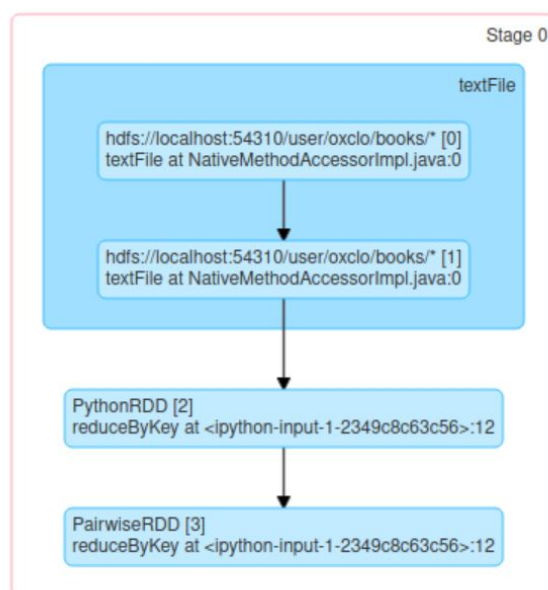 Stage 0
textFile
hdfs://localhost:54310/user/oxclo/books/* [0]
textFile at NativeMethodAccessorImpl.java:0
hdfs://localhost:54310/user/oxclo/books/* [1]
textFile at NativeMethodAccessorImpl.java:0
PythonRDD [2]
reduceByKey at <ipython-input-1-2349c8c63c56>:12
PairwiseRDD [3]
reduceByKey at <ipython-input-1-2349c8c63c56>:12